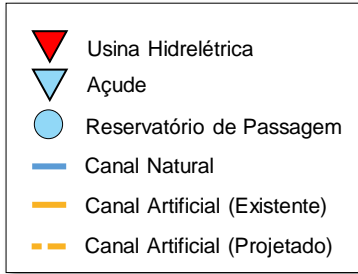 Usina Hidrelétrica
Açude
Reservatório de Passagem
Canal Natural
Canal Artificial (Existente)
Canal Artificial (Projetado)